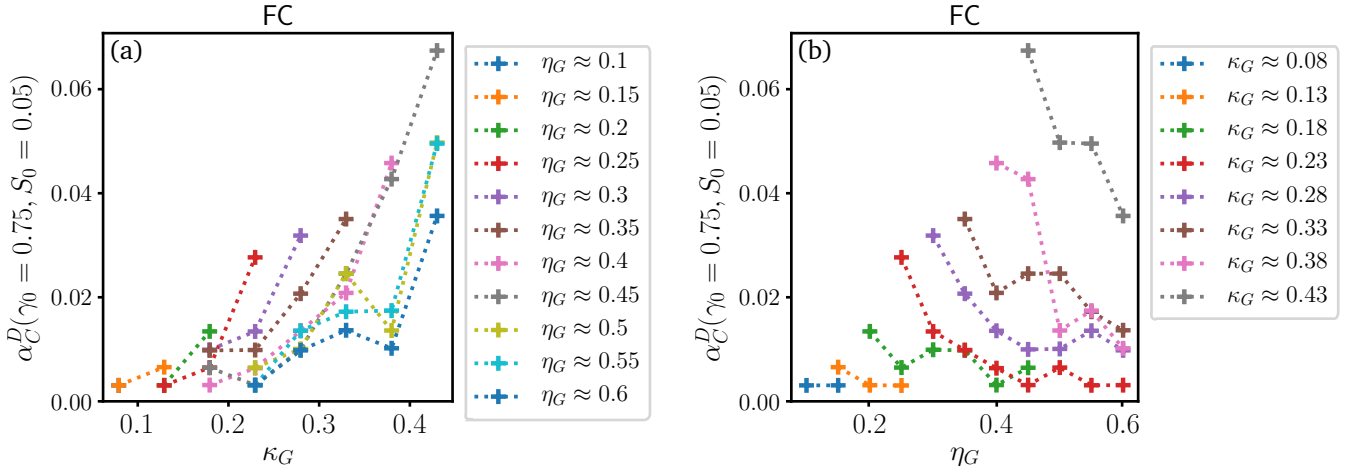 FC
(a)
α_C^D(γ₀ = 0.75, S₀ = 0.05)
0.06
0.04
0.02
0.00
0.1 0.2 0.3 0.4
κ_G
η_G ≈ 0.1
η_G ≈ 0.15
η_G ≈ 0.2
η_G ≈ 0.25
η_G ≈ 0.3
η_G ≈ 0.35
η_G ≈ 0.4
η_G ≈ 0.45
η_G ≈ 0.5
η_G ≈ 0.55
η_G ≈ 0.6
FC
(b)
α_C^D(γ₀ = 0.75, S₀ = 0.05)
0.06
0.04
0.02
0.00
0.2 0.4 0.6
η_G
κ_G ≈ 0.08
κ_G ≈ 0.13
κ_G ≈ 0.18
κ_G ≈ 0.23
κ_G ≈ 0.28
κ_G ≈ 0.33
κ_G ≈ 0.38
κ_G ≈ 0.43